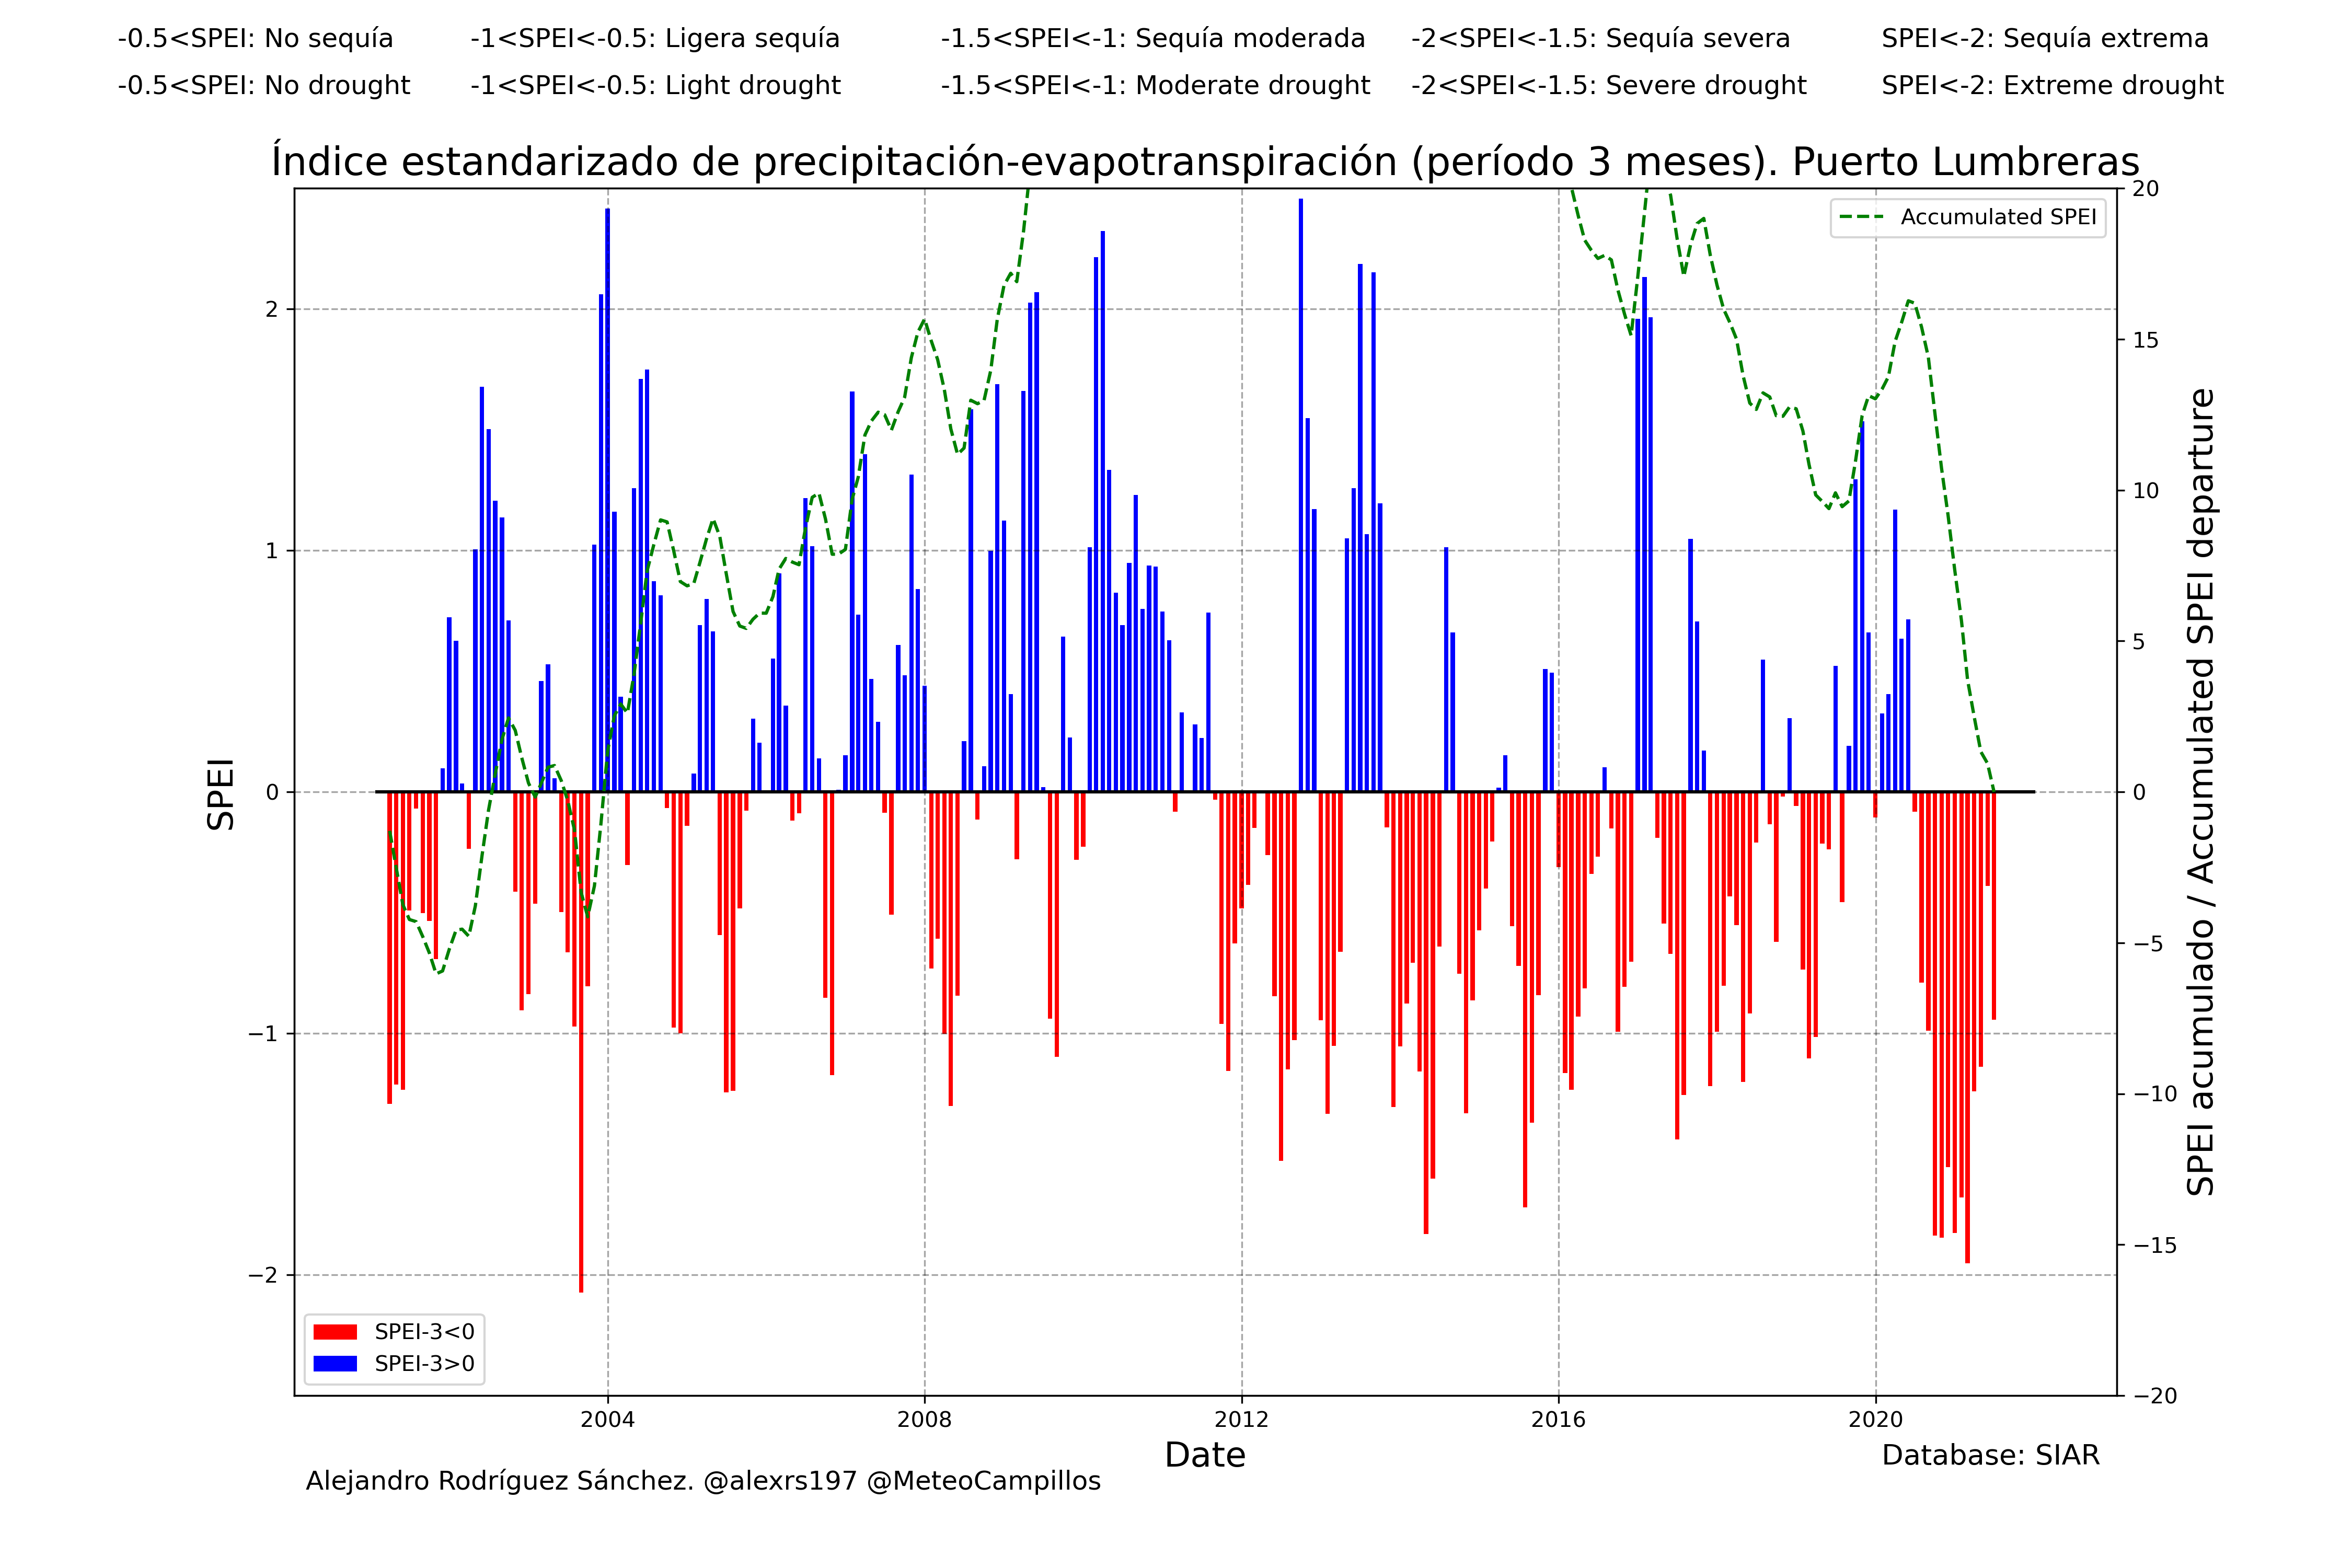 -0.5<SPEI: No sequía -1<SPEI<-0.5: Ligera sequía -1.5<SPEI<-1: Sequía moderada -2<SPEI<-1.5: Sequía severa SPEI<-2: Sequía extrema
-0.5<SPEI: No drought -1<SPEI<-0.5: Light drought -1.5<SPEI<-1: Moderate drought -2<SPEI<-1.5: Severe drought SPEI<-2: Extreme drought
Índice estandarizado de precipitación-evapotranspiración (período 3 meses). Puerto Lumbreras
SPEI
2
1
0
−1
−2
Accumulated SPEI
20
15
10
5
0
−5
−10
−15
−20
SPEI acumulado / Accumulated SPEI departure
SPEI-3<0
SPEI-3>0
2004 2008 2012 2016 2020
Date
Database: SIAR
Alejandro Rodríguez Sánchez. @alexrs197 @MeteoCampillos